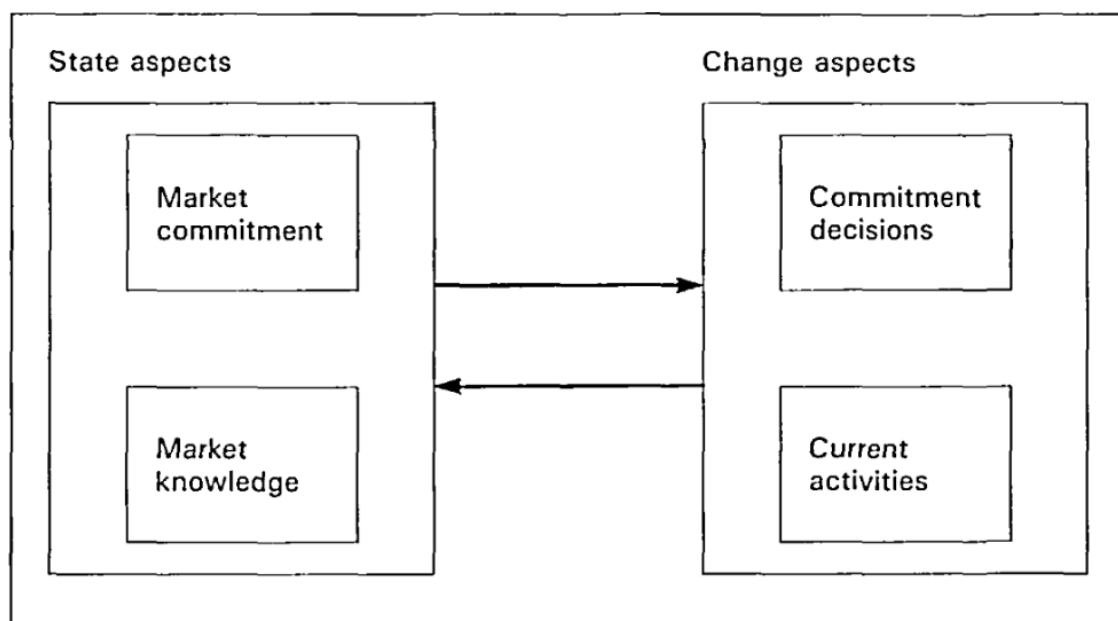 State aspects
Change aspects
Market
commitment
Commitment
decisions
Market
knowledge
Current
activities